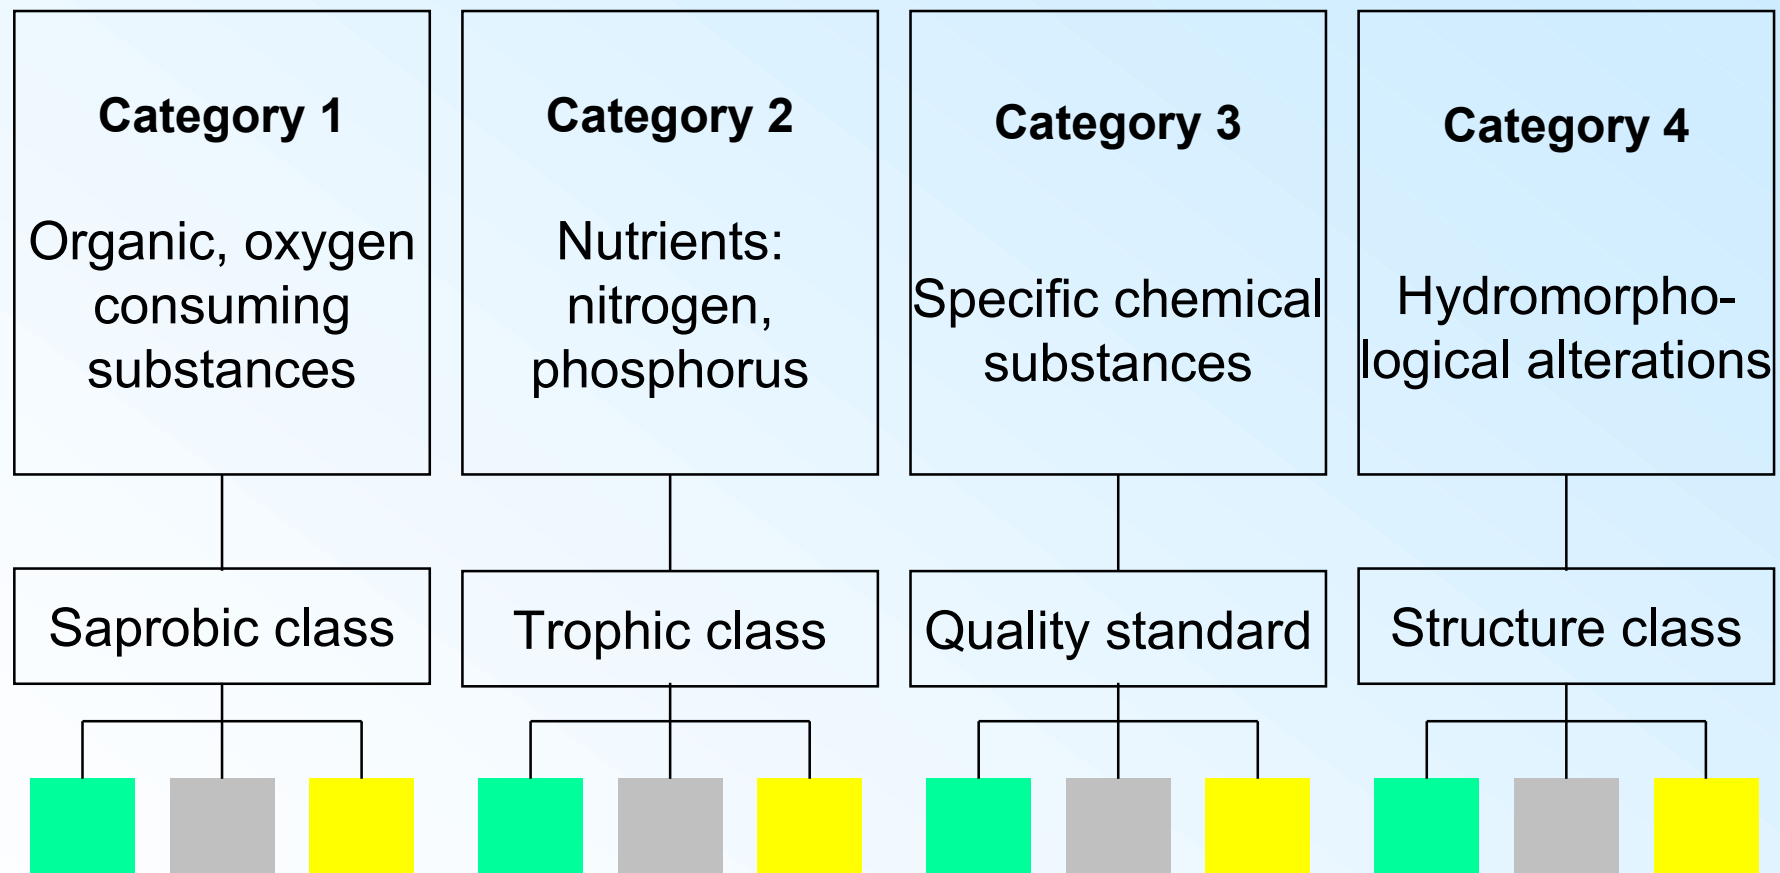 Category 1
Organic, oxygen
consuming
substances
Category 2
Nutrients:
nitrogen,
phosphorus
Category 3
Specific chemical
substances
Category 4
Hydromorpho-
logical alterations
Saprobic class
Trophic class
Quality standard
Structure class